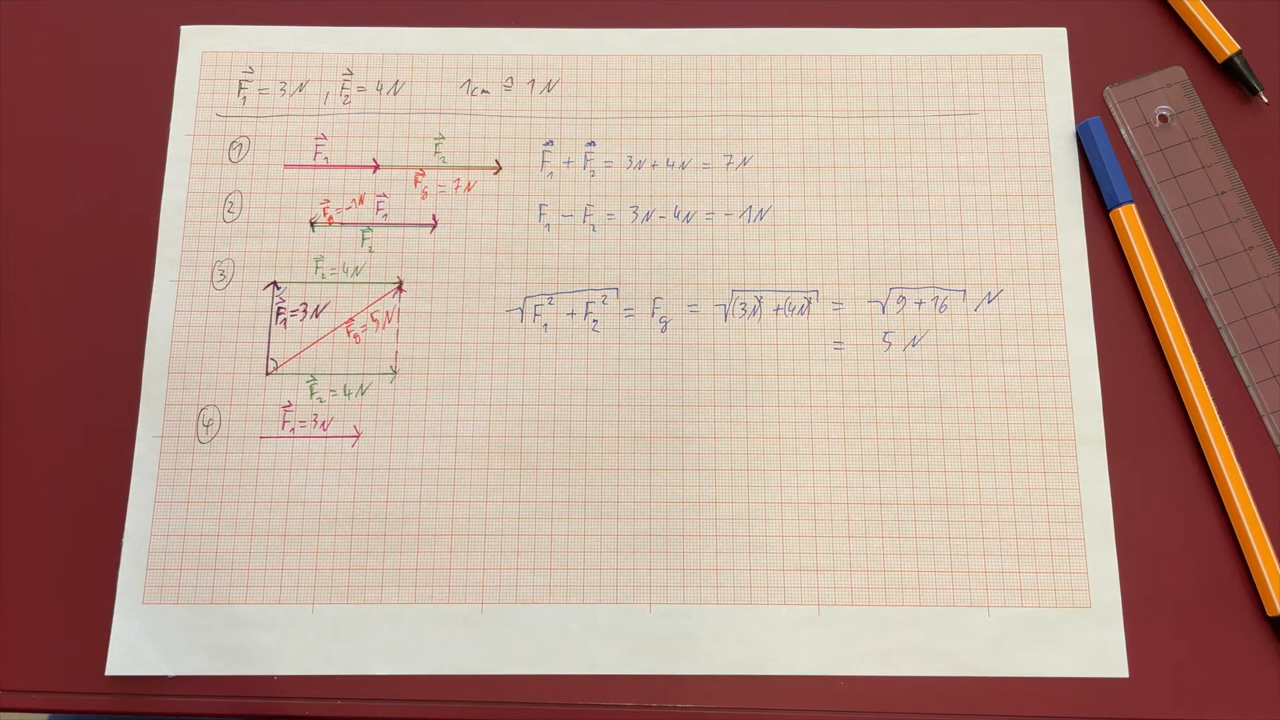 F⃗₁ = 3N , F⃗₂ = 4N 1cm ≙ 1N
① F⃗₁ F⃗₂ F⃗₁ + F⃗₂ = 3N + 4N = 7N
F⃗g = 7N
② F⃗g = -1N F⃗₁ F₁ - F₂ = 3N - 4N = -1N
F⃗₂
③ F⃗₂ = 4N
F⃗₁ = 3N F⃗g = 5N √(F₁² + F₂²) = Fg = √((3N)² + (4N)²) = √(9 + 16) N
= 5 N
F⃗₂ = 4N
④ F⃗₁ = 3N